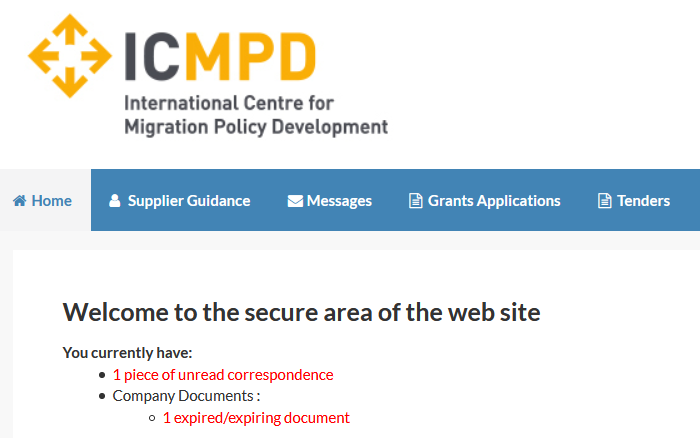 ICMPD
International Centre for
Migration Policy Development
Home Supplier Guidance Messages Grants Applications Tenders
Welcome to the secure area of the web site
You currently have:
1 piece of unread correspondence
Company Documents :
1 expired/expiring document